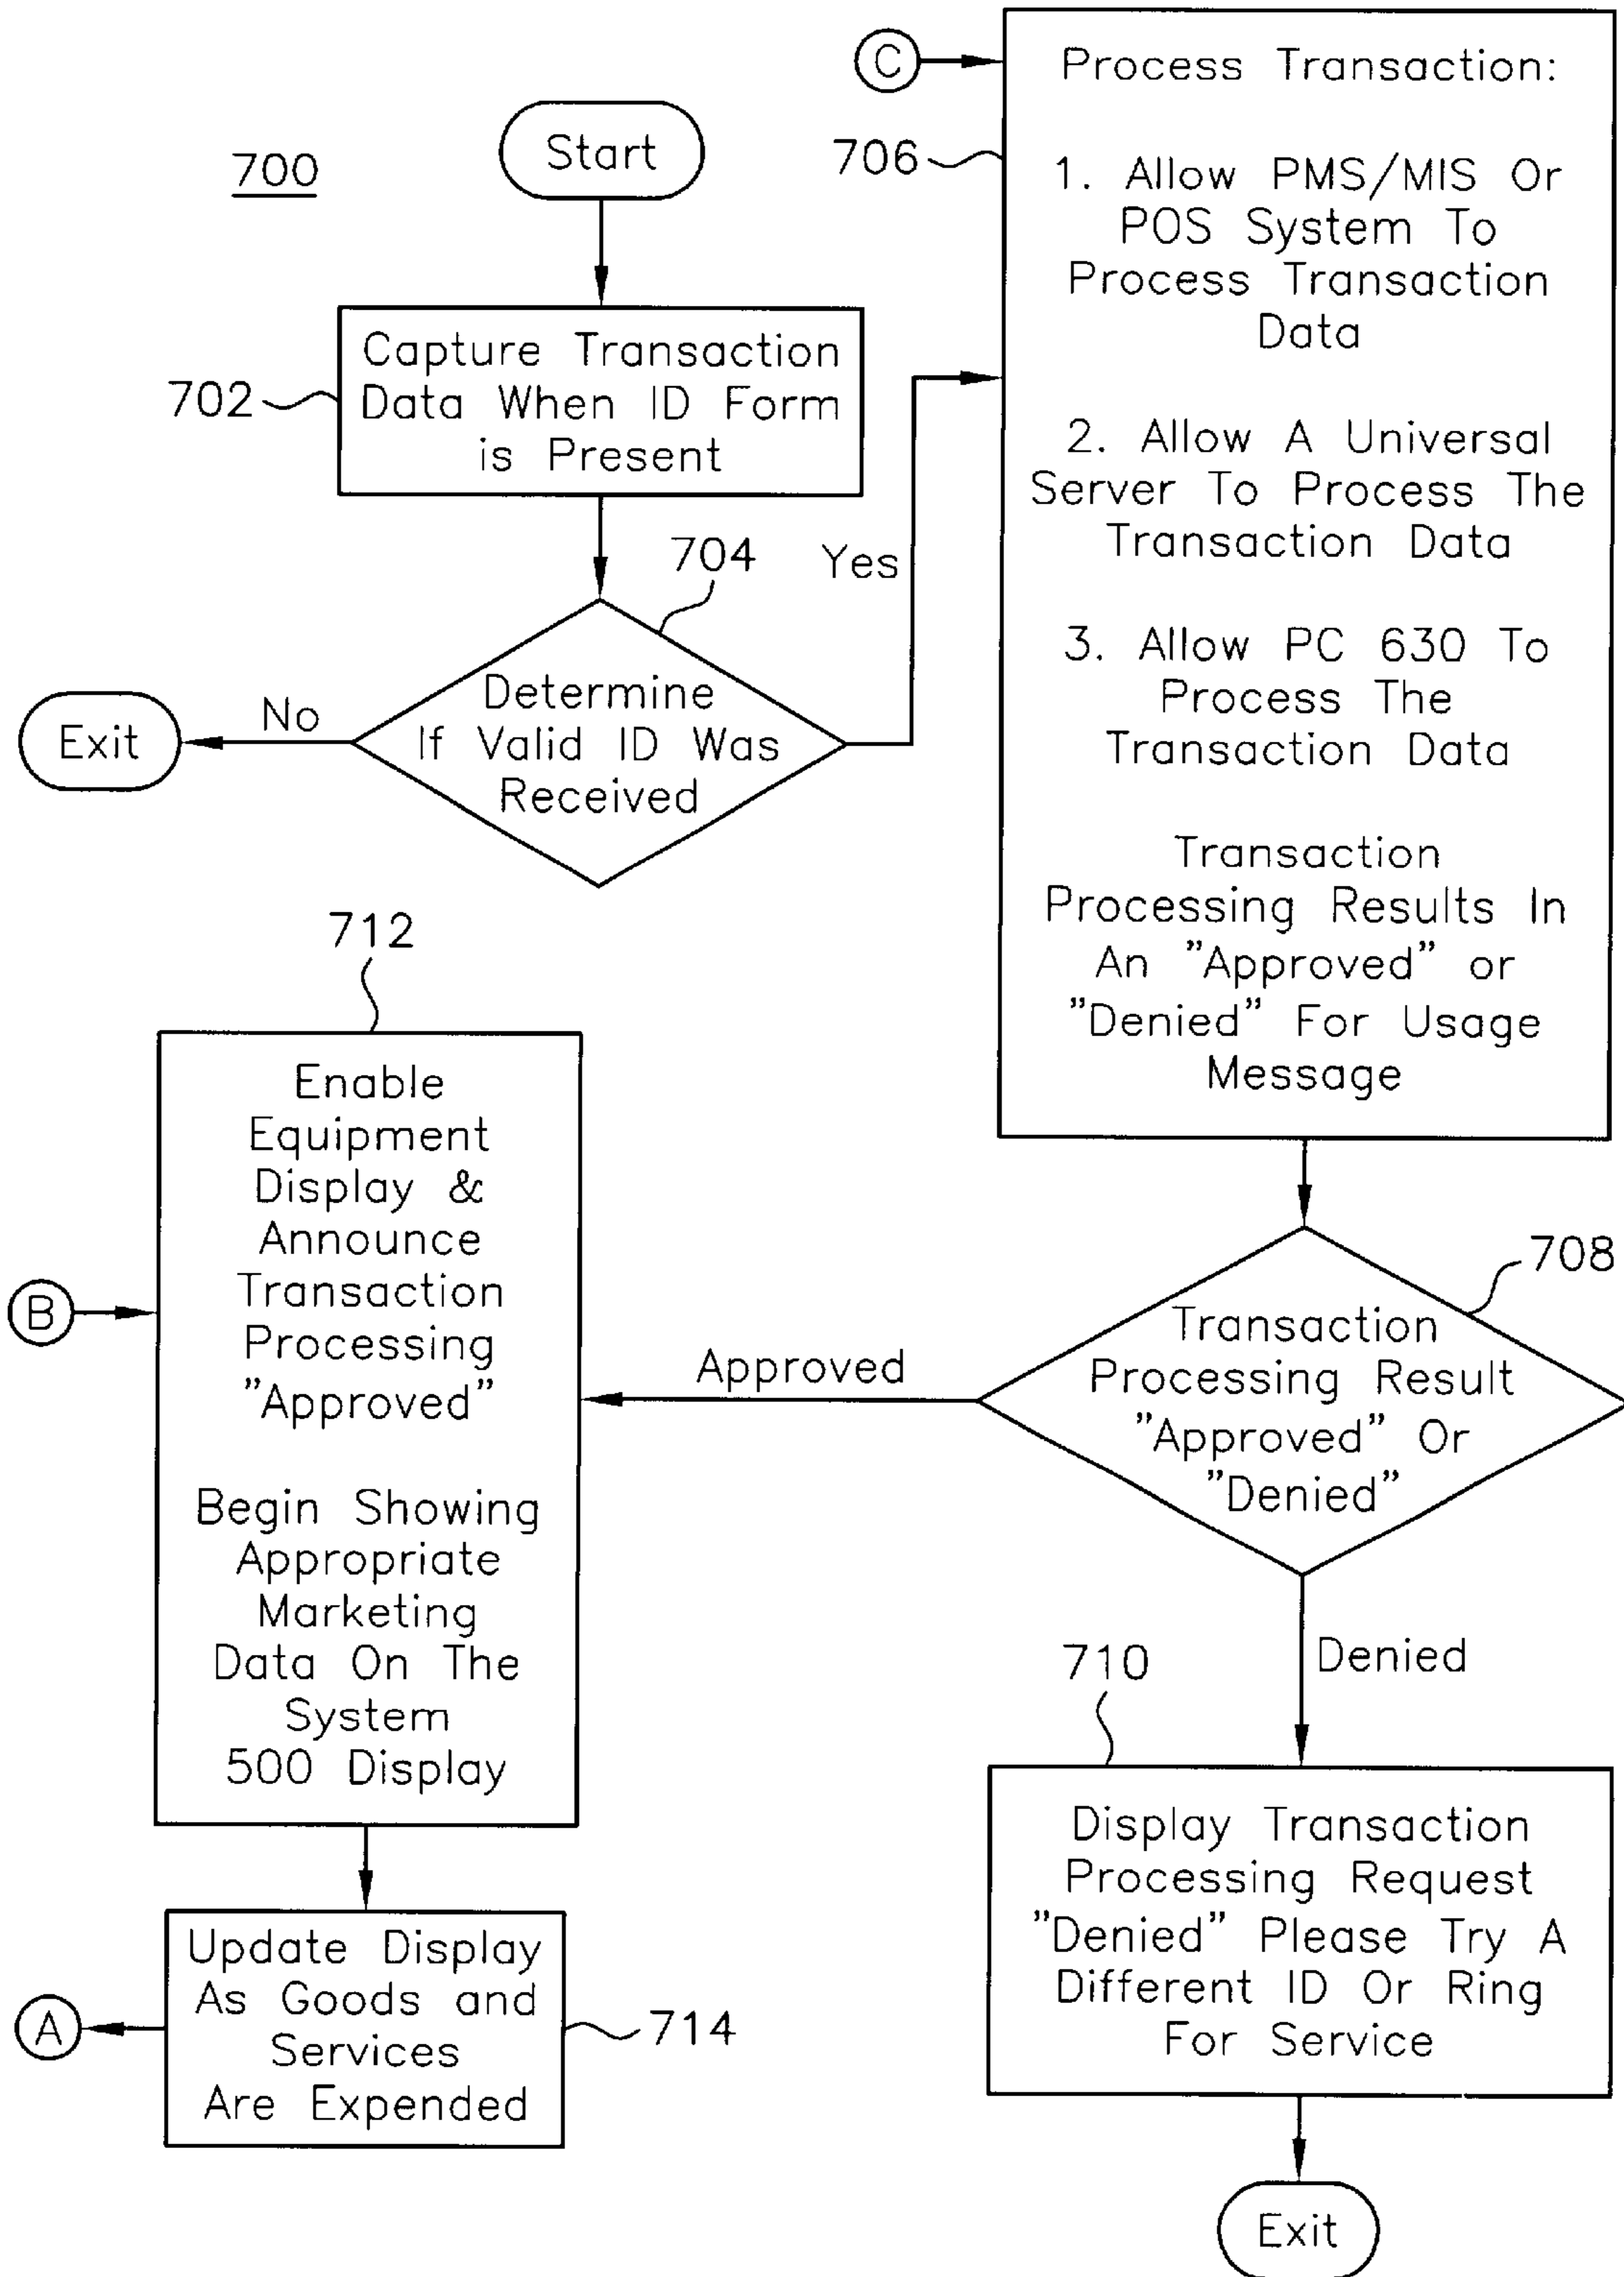 700
Start
702
Capture Transaction
Data When ID Form
is Present
704
Determine
If Valid ID Was
Received
No
Exit
Yes
C
706
Process Transaction:
1. Allow PMS/MIS Or
POS System To
Process Transaction
Data
2. Allow A Universal
Server To Process The
Transaction Data
3. Allow PC 630 To
Process The
Transaction Data
Transaction
Processing Results In
An "Approved" or
"Denied" For Usage
Message
708
Transaction
Processing Result
"Approved" Or
"Denied"
Approved
Denied
710
Display Transaction
Processing Request
"Denied" Please Try A
Different ID Or Ring
For Service
Exit
712
B
Enable
Equipment
Display &
Announce
Transaction
Processing
"Approved"
Begin Showing
Appropriate
Marketing
Data On The
System
500 Display
Update Display
As Goods and
Services
Are Expended
714
A